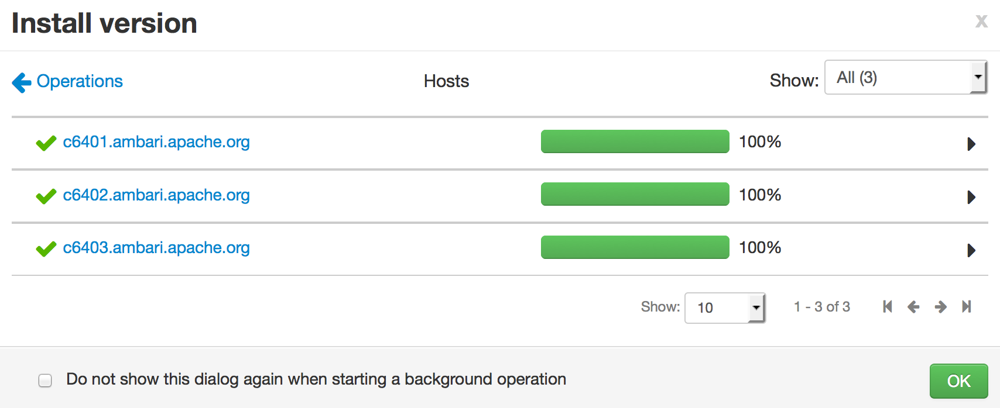 Install version
x
Operations Hosts Show: All (3)
c6401.ambari.apache.org 100%
c6402.ambari.apache.org 100%
c6403.ambari.apache.org 100%
Show: 10 1 - 3 of 3
Do not show this dialog again when starting a background operation
OK